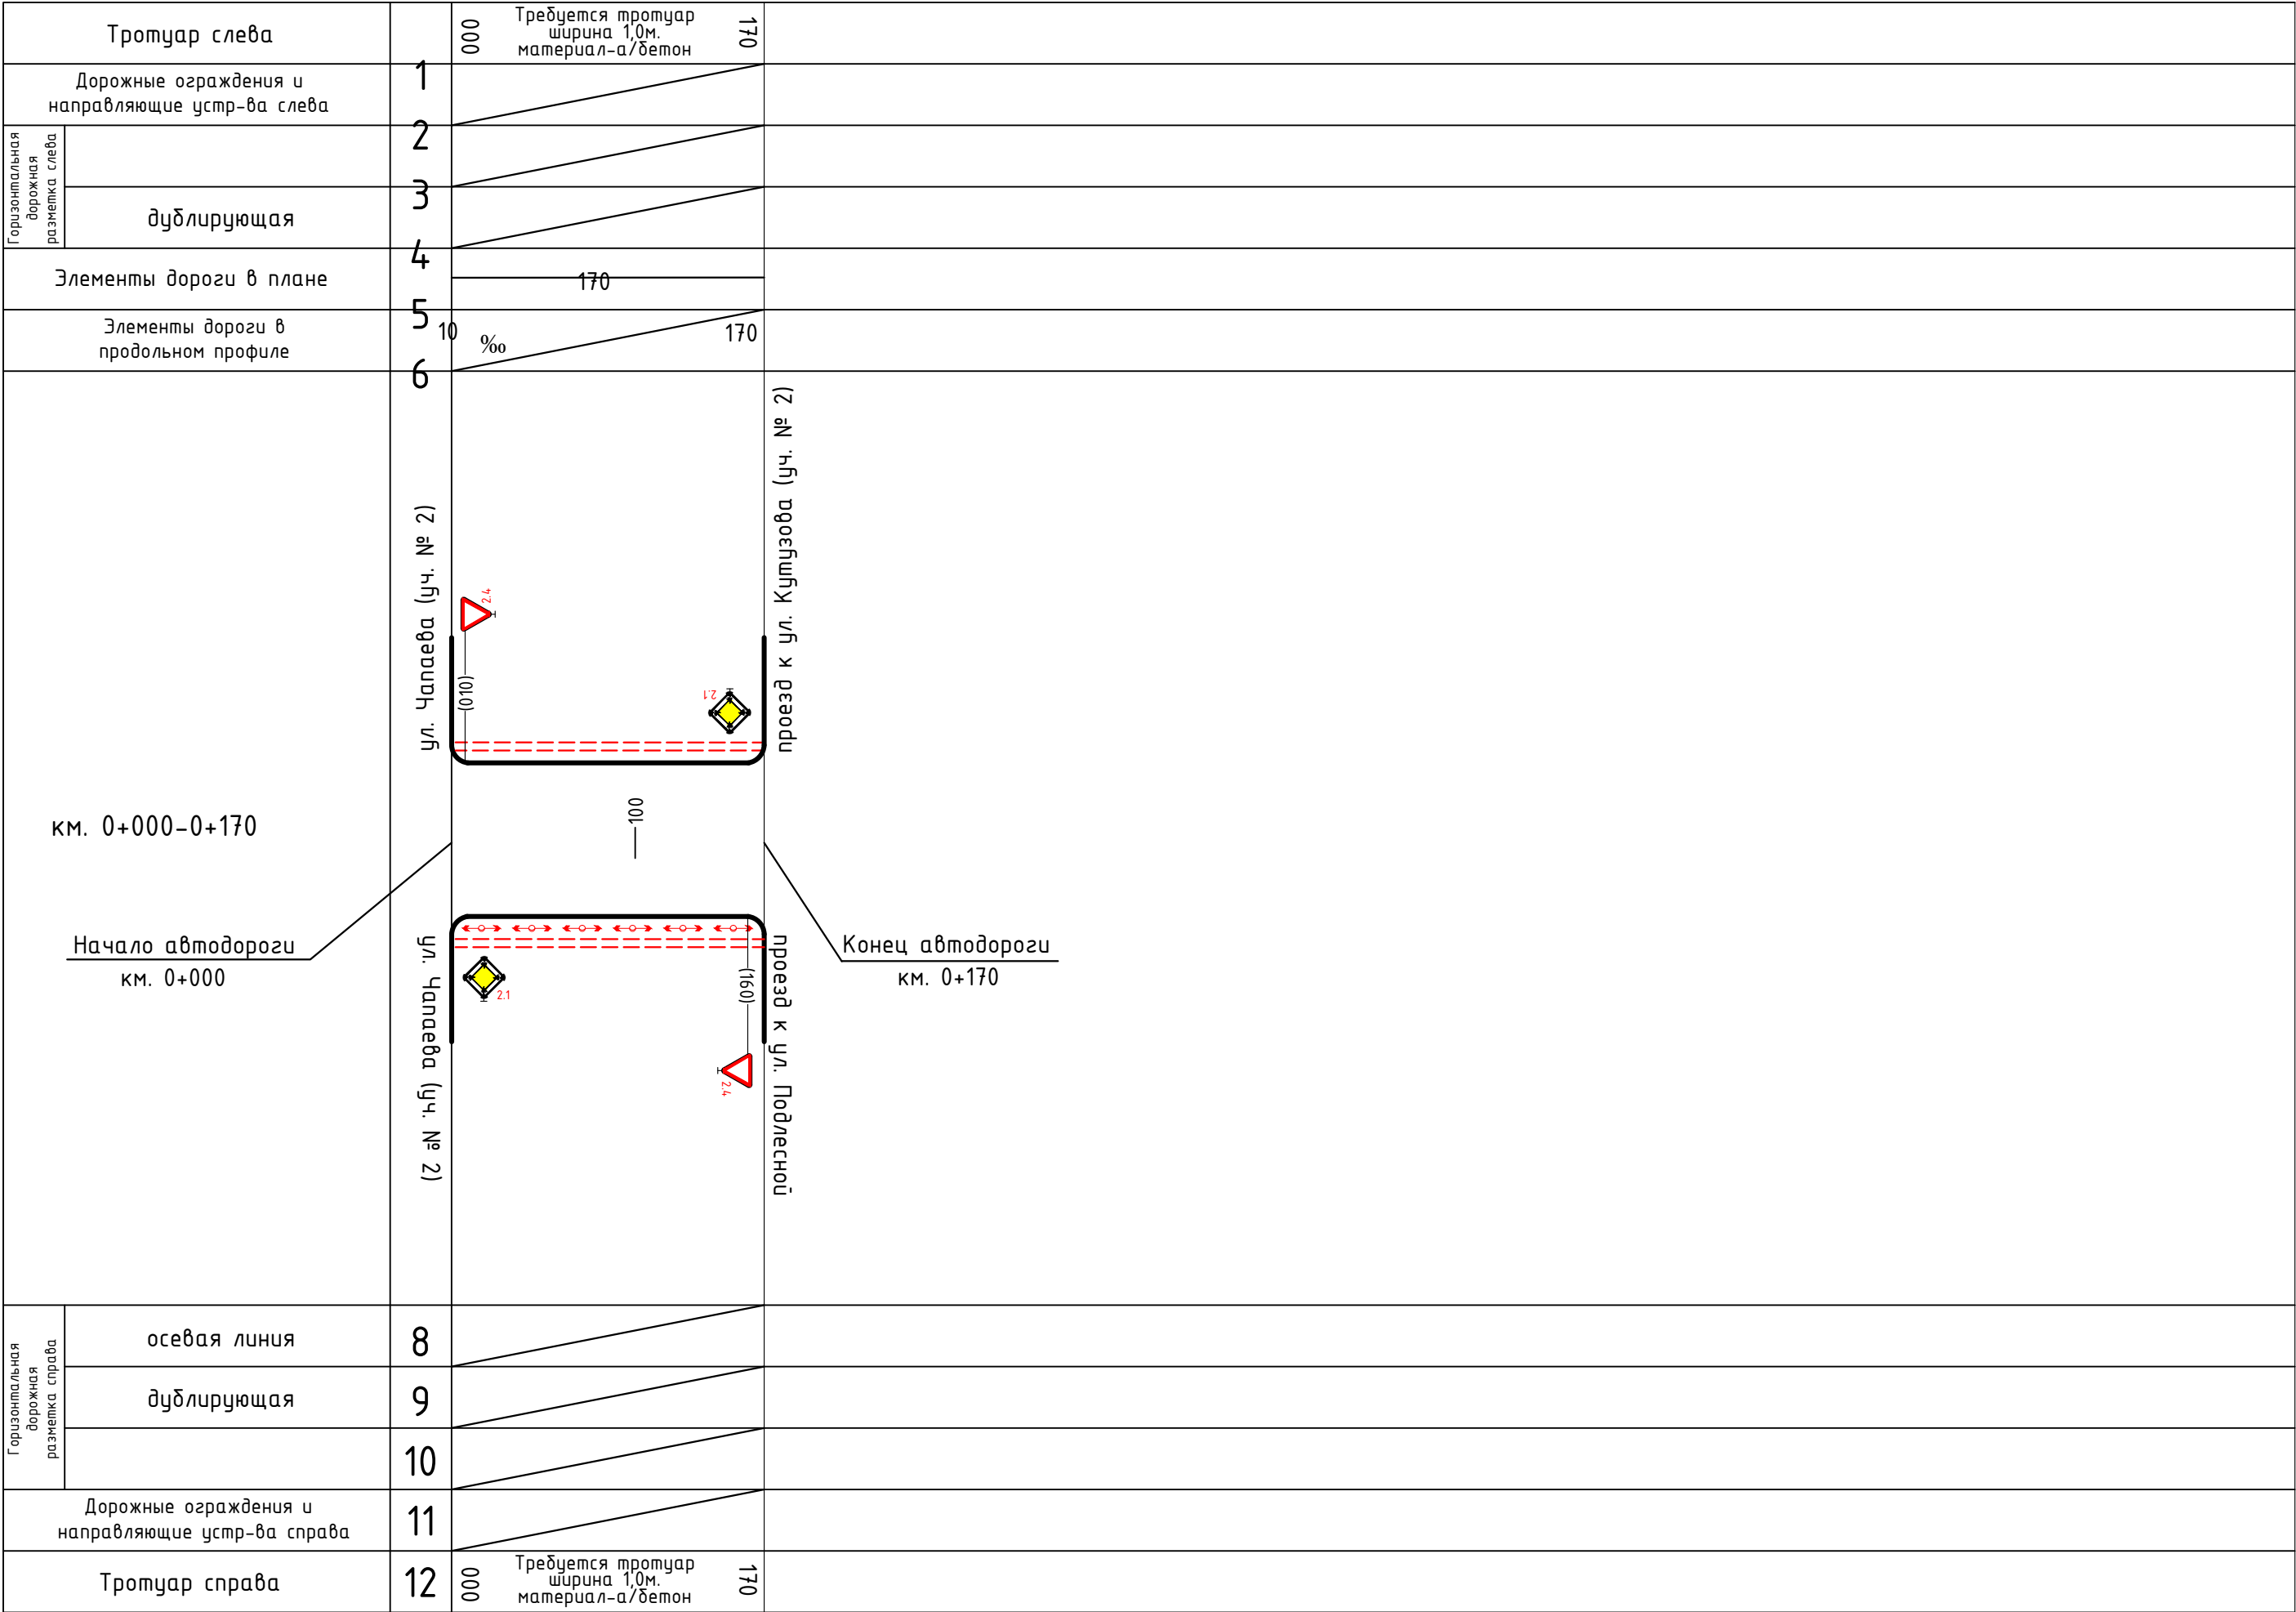 Тротуар слева
000
Требуется тротуар
ширина 1,0м.
материал-а/бетон
170
1
Дорожные ограждения и
направляющие устр-ва слева
2
Горизонтальная
дорожная
разметка слева
3
дублирующая
4
Элементы дороги в плане
170
5
Элементы дороги в
продольном профиле
10
‰
170
6
ул. Чапаева (уч. № 2)
проезд к ул. Кутузова (уч. № 2)
2.4
(010)
2.1
км. 0+000-0+170
100
Начало автодороги
км. 0+000
Конец автодороги
км. 0+170
ул. Чапаева (уч. № 2)
2.1
(160)
2.4
проезд к ул. Подлесной
Горизонтальная
дорожная
разметка справа
осевая линия
8
дублирующая
9
10
Дорожные ограждения и
направляющие устр-ва справа
11
Тротуар справа
12
000
Требуется тротуар
ширина 1,0м.
материал-а/бетон
170